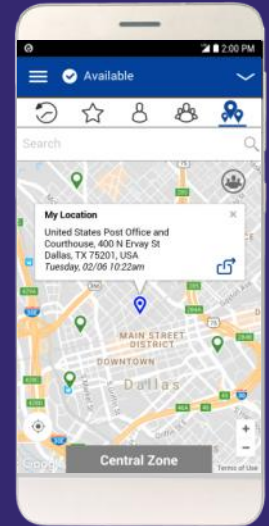 2:00 PM
Available
Search
My Location
United States Post Office and
Courthouse, 400 N Ervay St
Dallas, TX 75201, USA
Tuesday, 02/06 10:22am
MAIN STREET
DISTRICT
DOWNTOWN
Dallas
Central Zone
Terms of Use